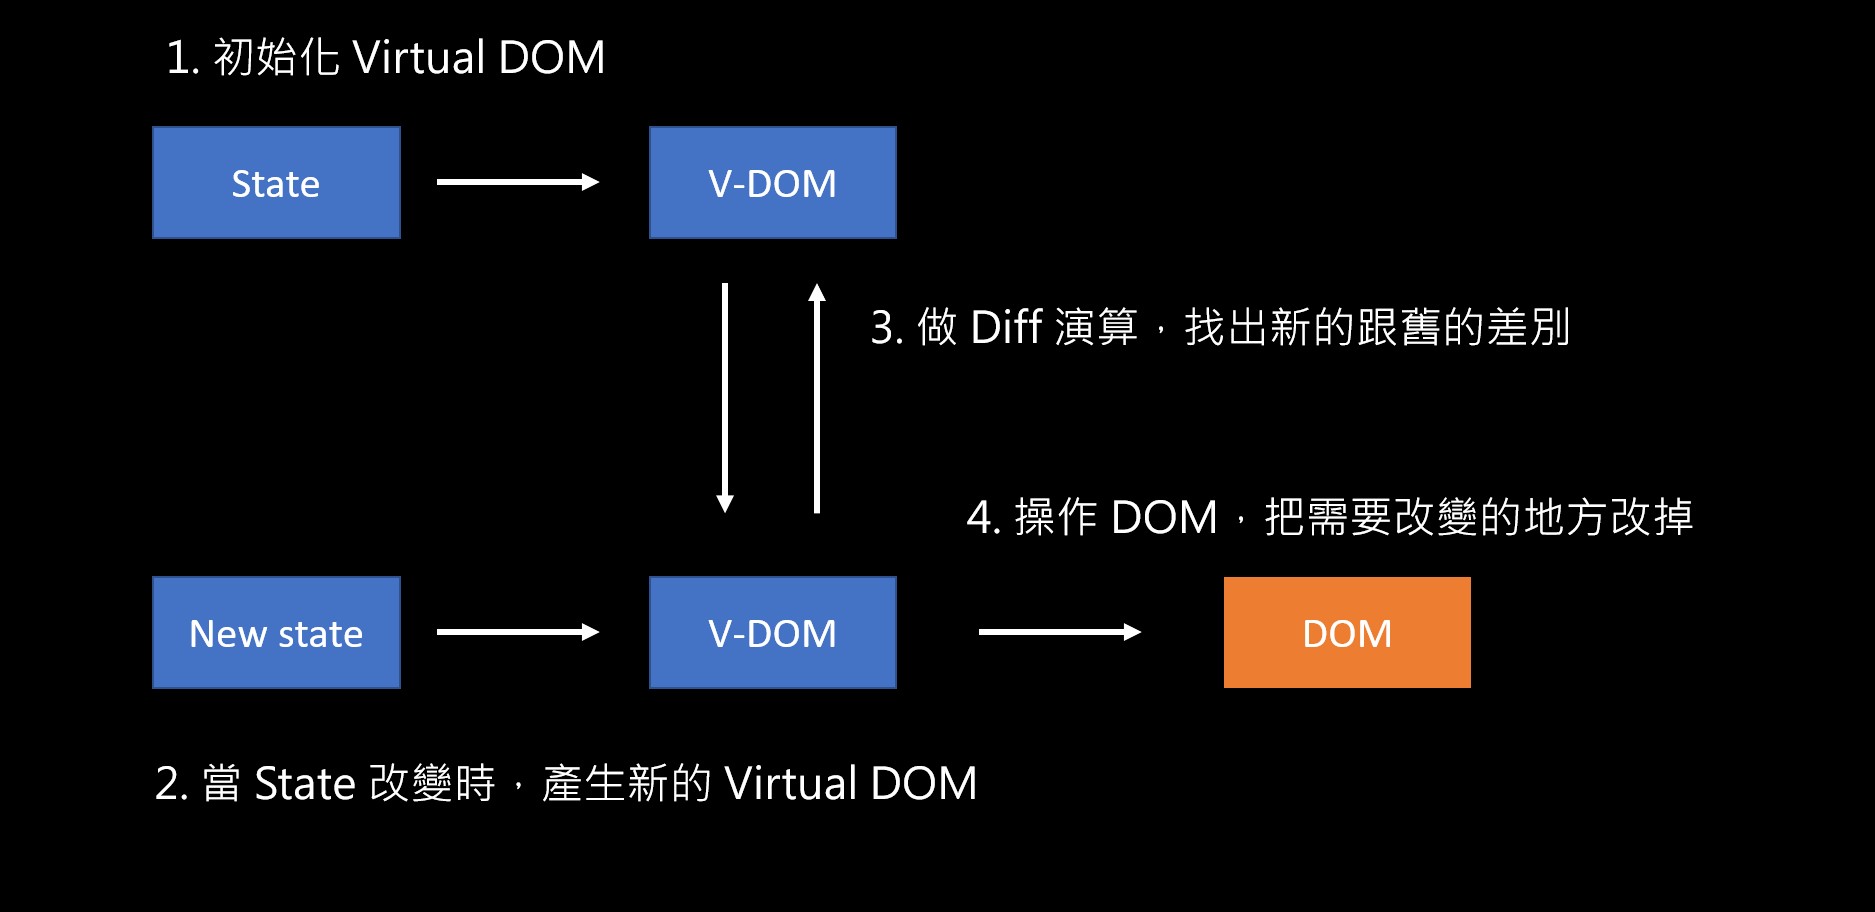 1. 初始化 Virtual DOM
State
V-DOM
3. 做 Diff 演算，找出新的跟舊的差別
4. 操作 DOM，把需要改變的地方改掉
New state
V-DOM
DOM
2. 當 State 改變時，產生新的 Virtual DOM